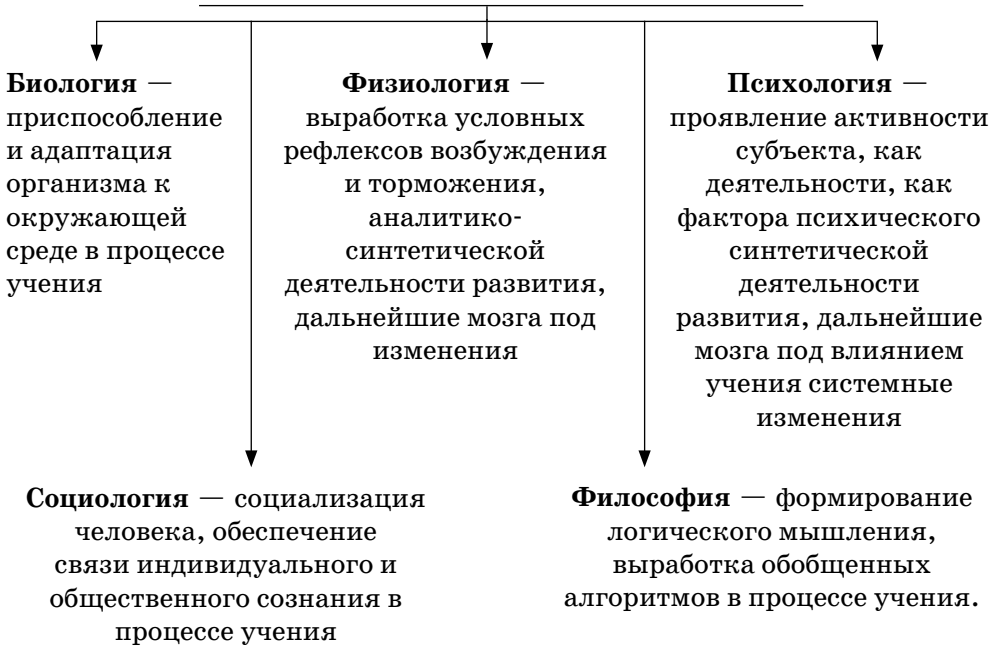 Биология —
приспособление
и адаптация
организма к
окружающей
среде в процессе
учения
Физиология —
выработка условных
рефлексов возбуждения
и торможения,
аналитико-
синтетической
деятельности развития,
дальнейшие мозга под
изменения
Психология —
проявление активности
субъекта, как
деятельности, как
фактора психического
синтетической
деятельности
развития, дальнейшие
мозга под влиянием
учения системные
изменения
Социология — социализация
человека, обеспечение
связи индивидуального и
общественного сознания в
процессе учения
Философия — формирование
логического мышления,
выработка обобщенных
алгоритмов в процессе учения.